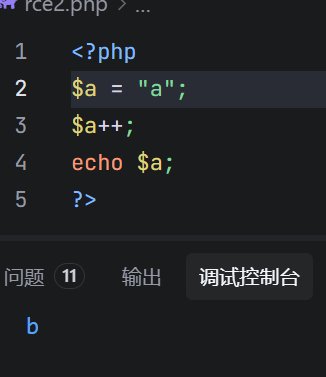 rce2.php > ...
1 <?php
2 $a = "a";
3 $a++;
4 echo $a;
5 ?>
问题 11 输出 调试控制台
b